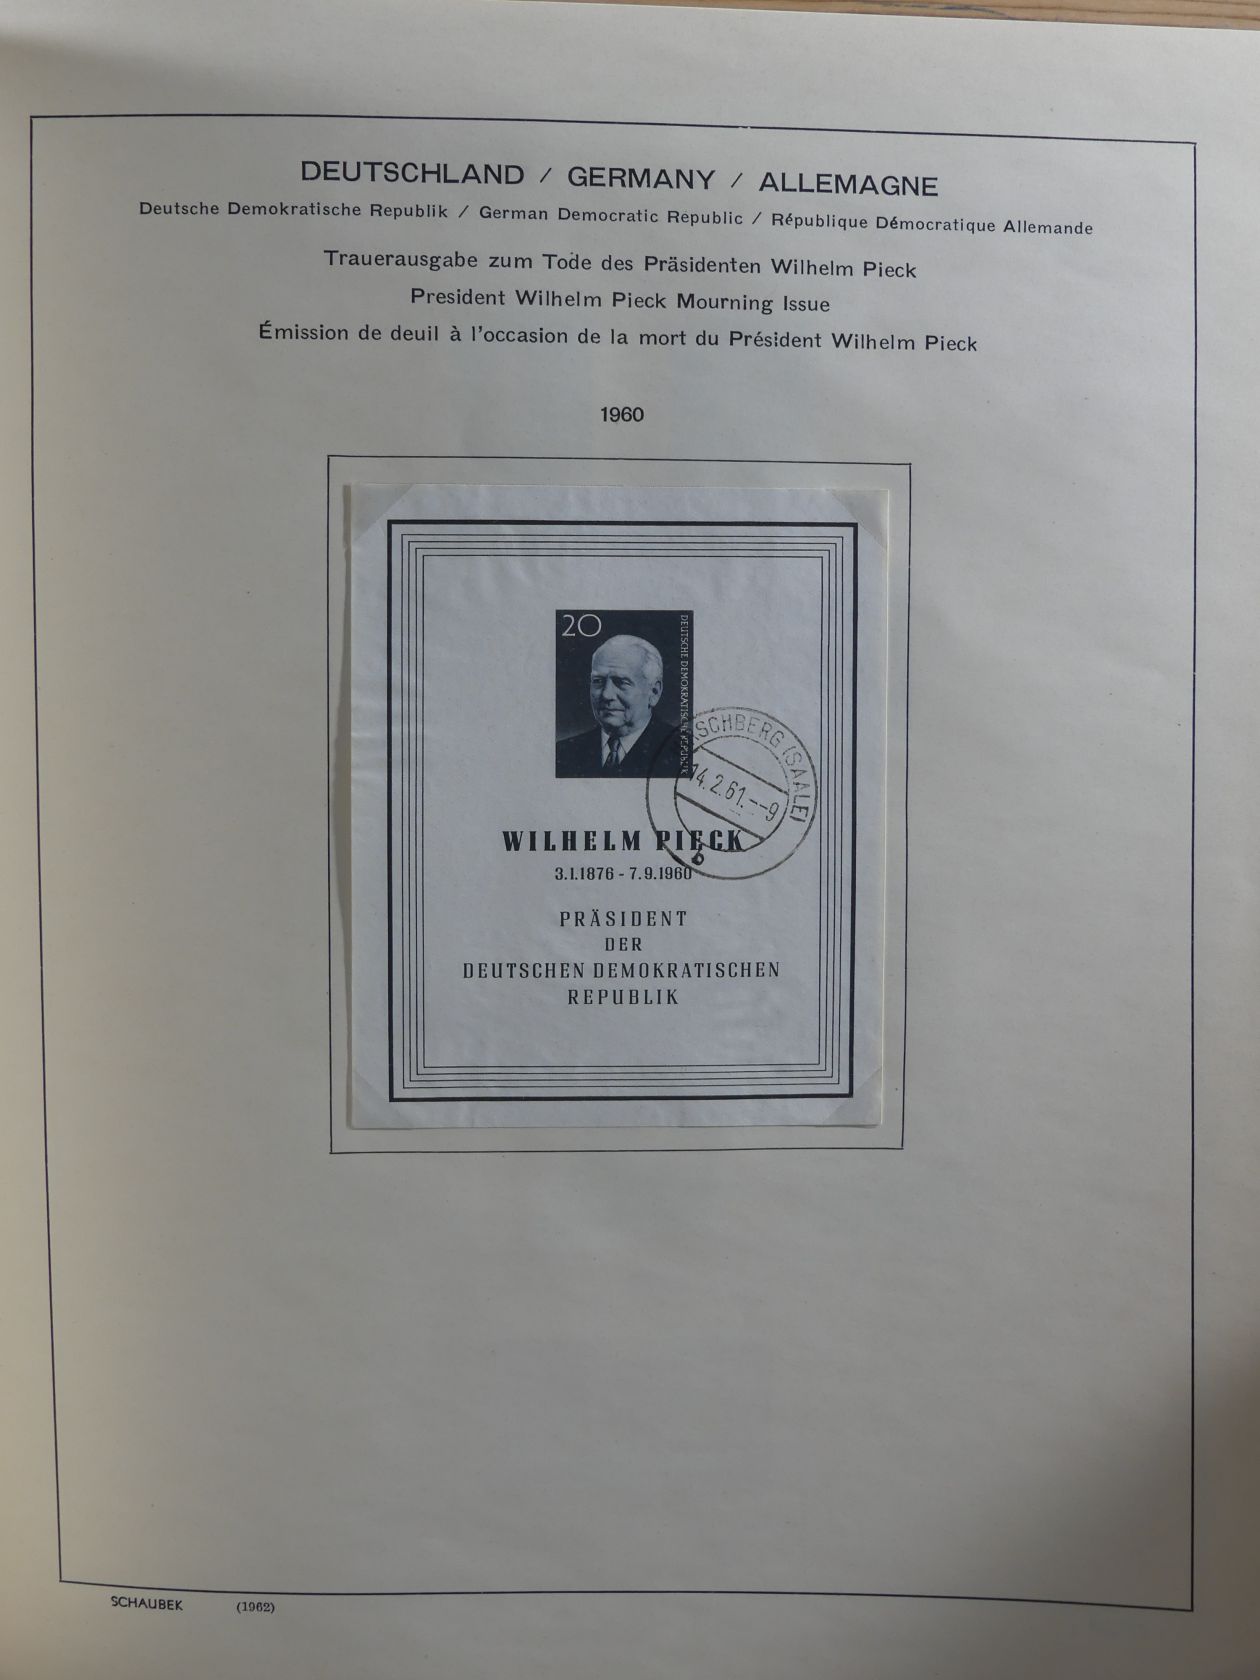 DEUTSCHLAND / GERMANY / ALLEMAGNE
Deutsche Demokratische Republik / German Democratic Republic / République Démocratique Allemande
Trauerausgabe zum Tode des Präsidenten Wilhelm Pieck
President Wilhelm Pieck Mourning Issue
Émission de deuil à l'occasion de la mort du Président Wilhelm Pieck
1960
20
DEUTSCHE DEMOKRATISCHE REPUBLIK
(SAALE)
14.2.61.--9
b
WILHELM PIECK
3.1.1876 - 7.9.1960
PRÄSIDENT
DER
DEUTSCHEN DEMOKRATISCHEN
REPUBLIK
SCHAUBEK (1962)